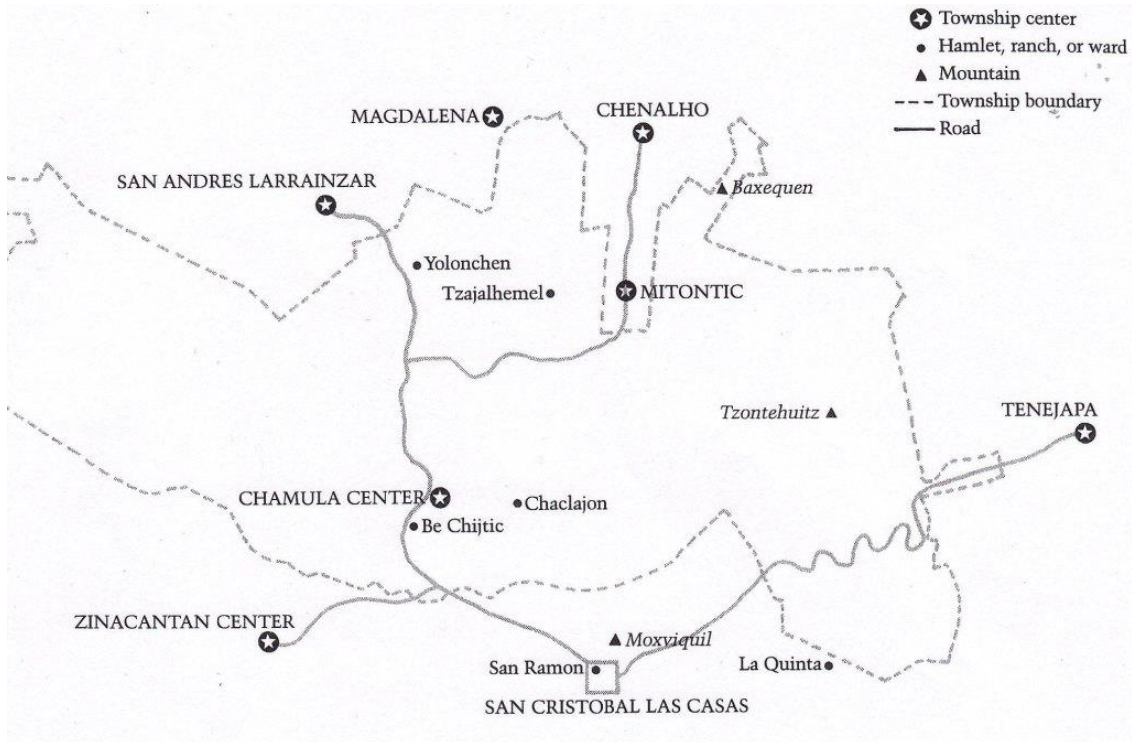 Township center
Hamlet, ranch, or ward
Mountain
Township boundary
Road
MAGDALENA
CHENALHO
SAN ANDRES LARRAINZAR
Baxequen
Yolonchen
Tzajalhemel
MITONTIC
Tzontehuitz
TENEJAPA
CHAMULA CENTER
Chaclajon
Be Chijtic
ZINACANTAN CENTER
Moxviquil
San Ramon
La Quinta
SAN CRISTOBAL LAS CASAS